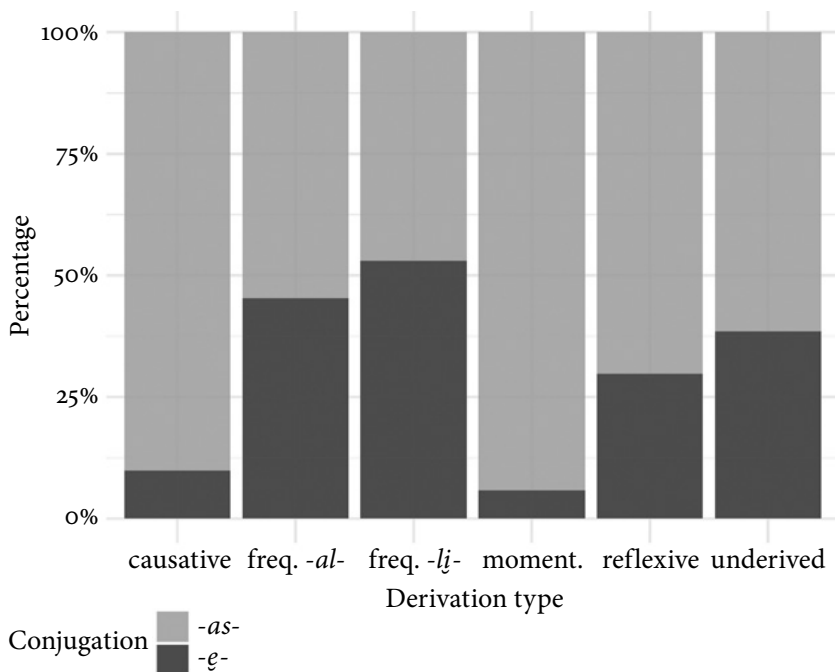 100%
75%
50%
25%
0%
Percentage
causative freq. -al- freq. -li̮- moment. reflexive underived
Derivation type
Conjugation
-as-
-e̮-